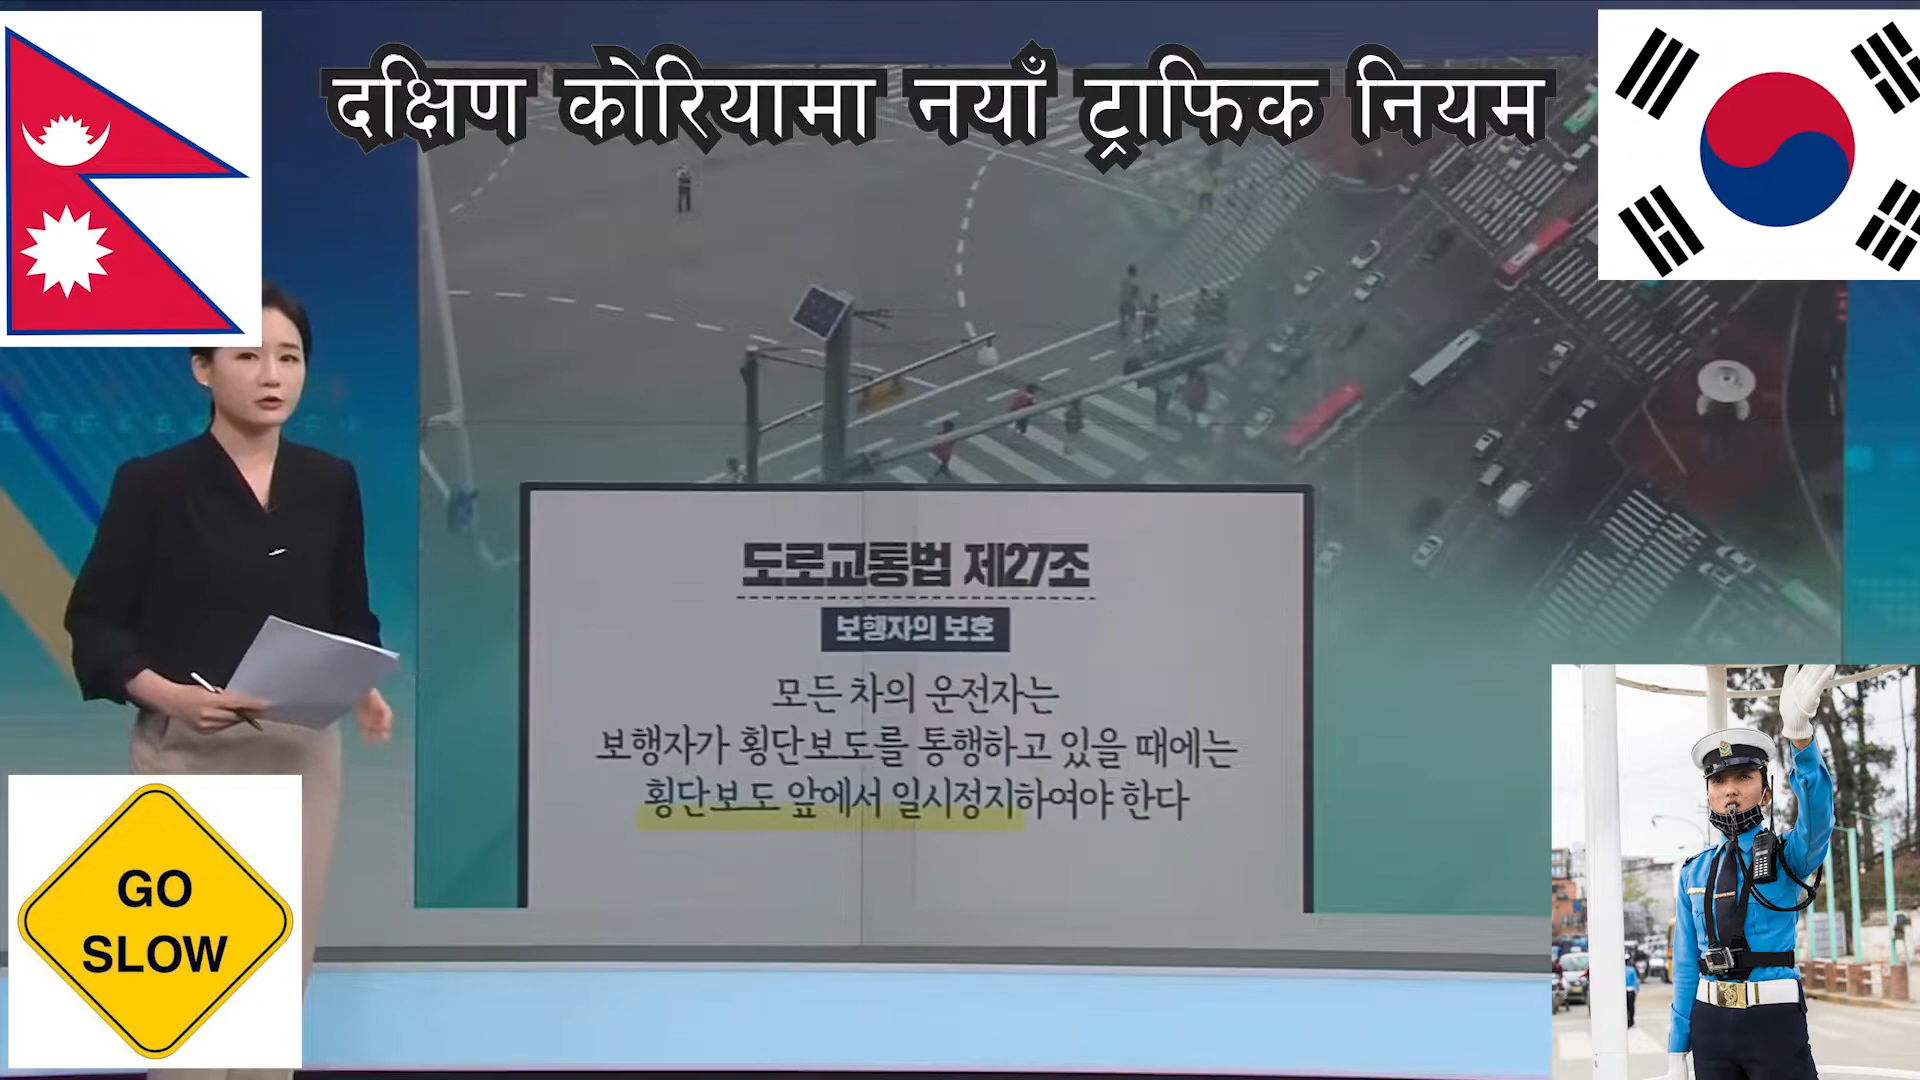 दक्षिण कोरियामा नयाँ ट्राफिक नियम
도로교통법 제27조
보행자의 보호
모든 차의 운전자는
보행자가 횡단보도를 통행하고 있을 때에는
횡단보도 앞에서 일시정지하여야 한다
GO
SLOW